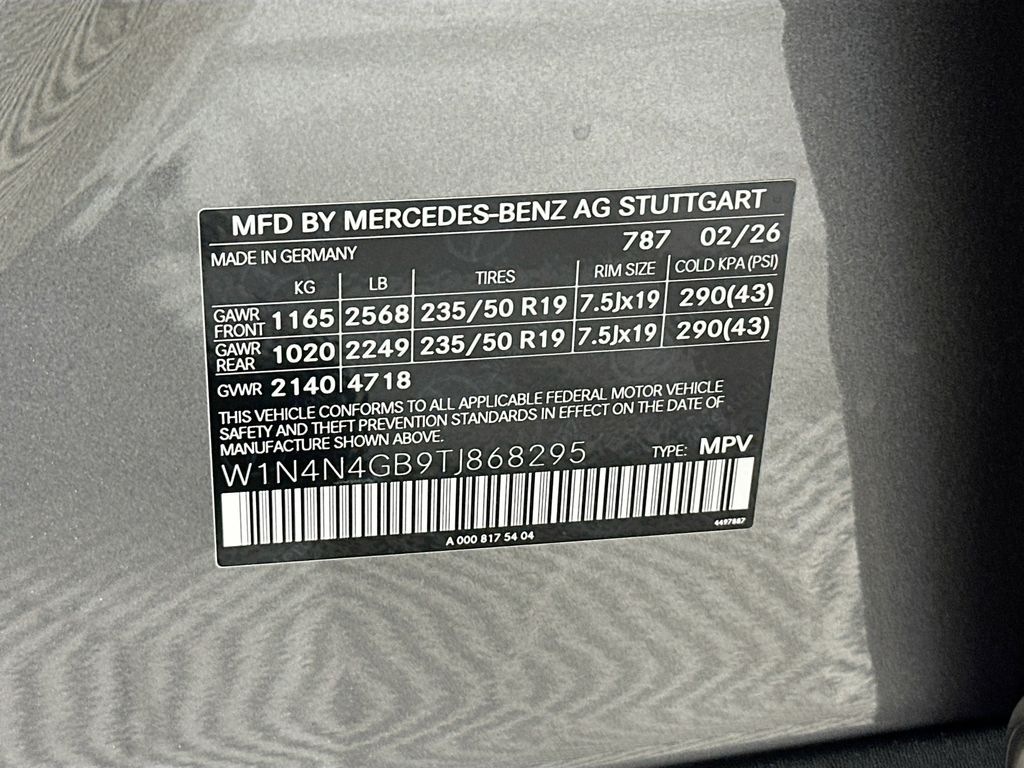 MFD BY MERCEDES-BENZ AG STUTTGART
MADE IN GERMANY 787 02/26
KG LB TIRES RIM SIZE COLD KPA (PSI)
GAWR FRONT 1165 2568 235/50 R19 7.5Jx19 290(43)
GAWR REAR 1020 2249 235/50 R19 7.5Jx19 290(43)
GVWR 2140 4718
THIS VEHICLE CONFORMS TO ALL APPLICABLE FEDERAL MOTOR VEHICLE
SAFETY AND THEFT PREVENTION STANDARDS IN EFFECT ON THE DATE OF
MANUFACTURE SHOWN ABOVE.
W1N4N4GB9TJ868295 TYPE: MPV
4497887
A 000 817 54 04